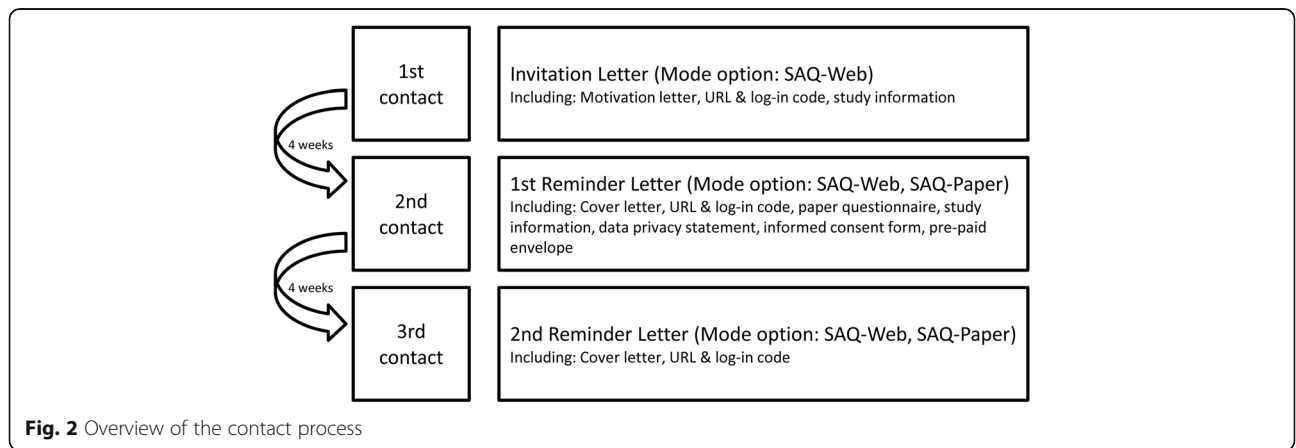 1st
contact
Invitation Letter (Mode option: SAQ-Web)
Including: Motivation letter, URL & log-in code, study information
4 weeks
2nd
contact
1st Reminder Letter (Mode option: SAQ-Web, SAQ-Paper)
Including: Cover letter, URL & log-in code, paper questionnaire, study
information, data privacy statement, informed consent form, pre-paid
envelope
4 weeks
3rd
contact
2nd Reminder Letter (Mode option: SAQ-Web, SAQ-Paper)
Including: Cover letter, URL & log-in code
Fig. 2 Overview of the contact process